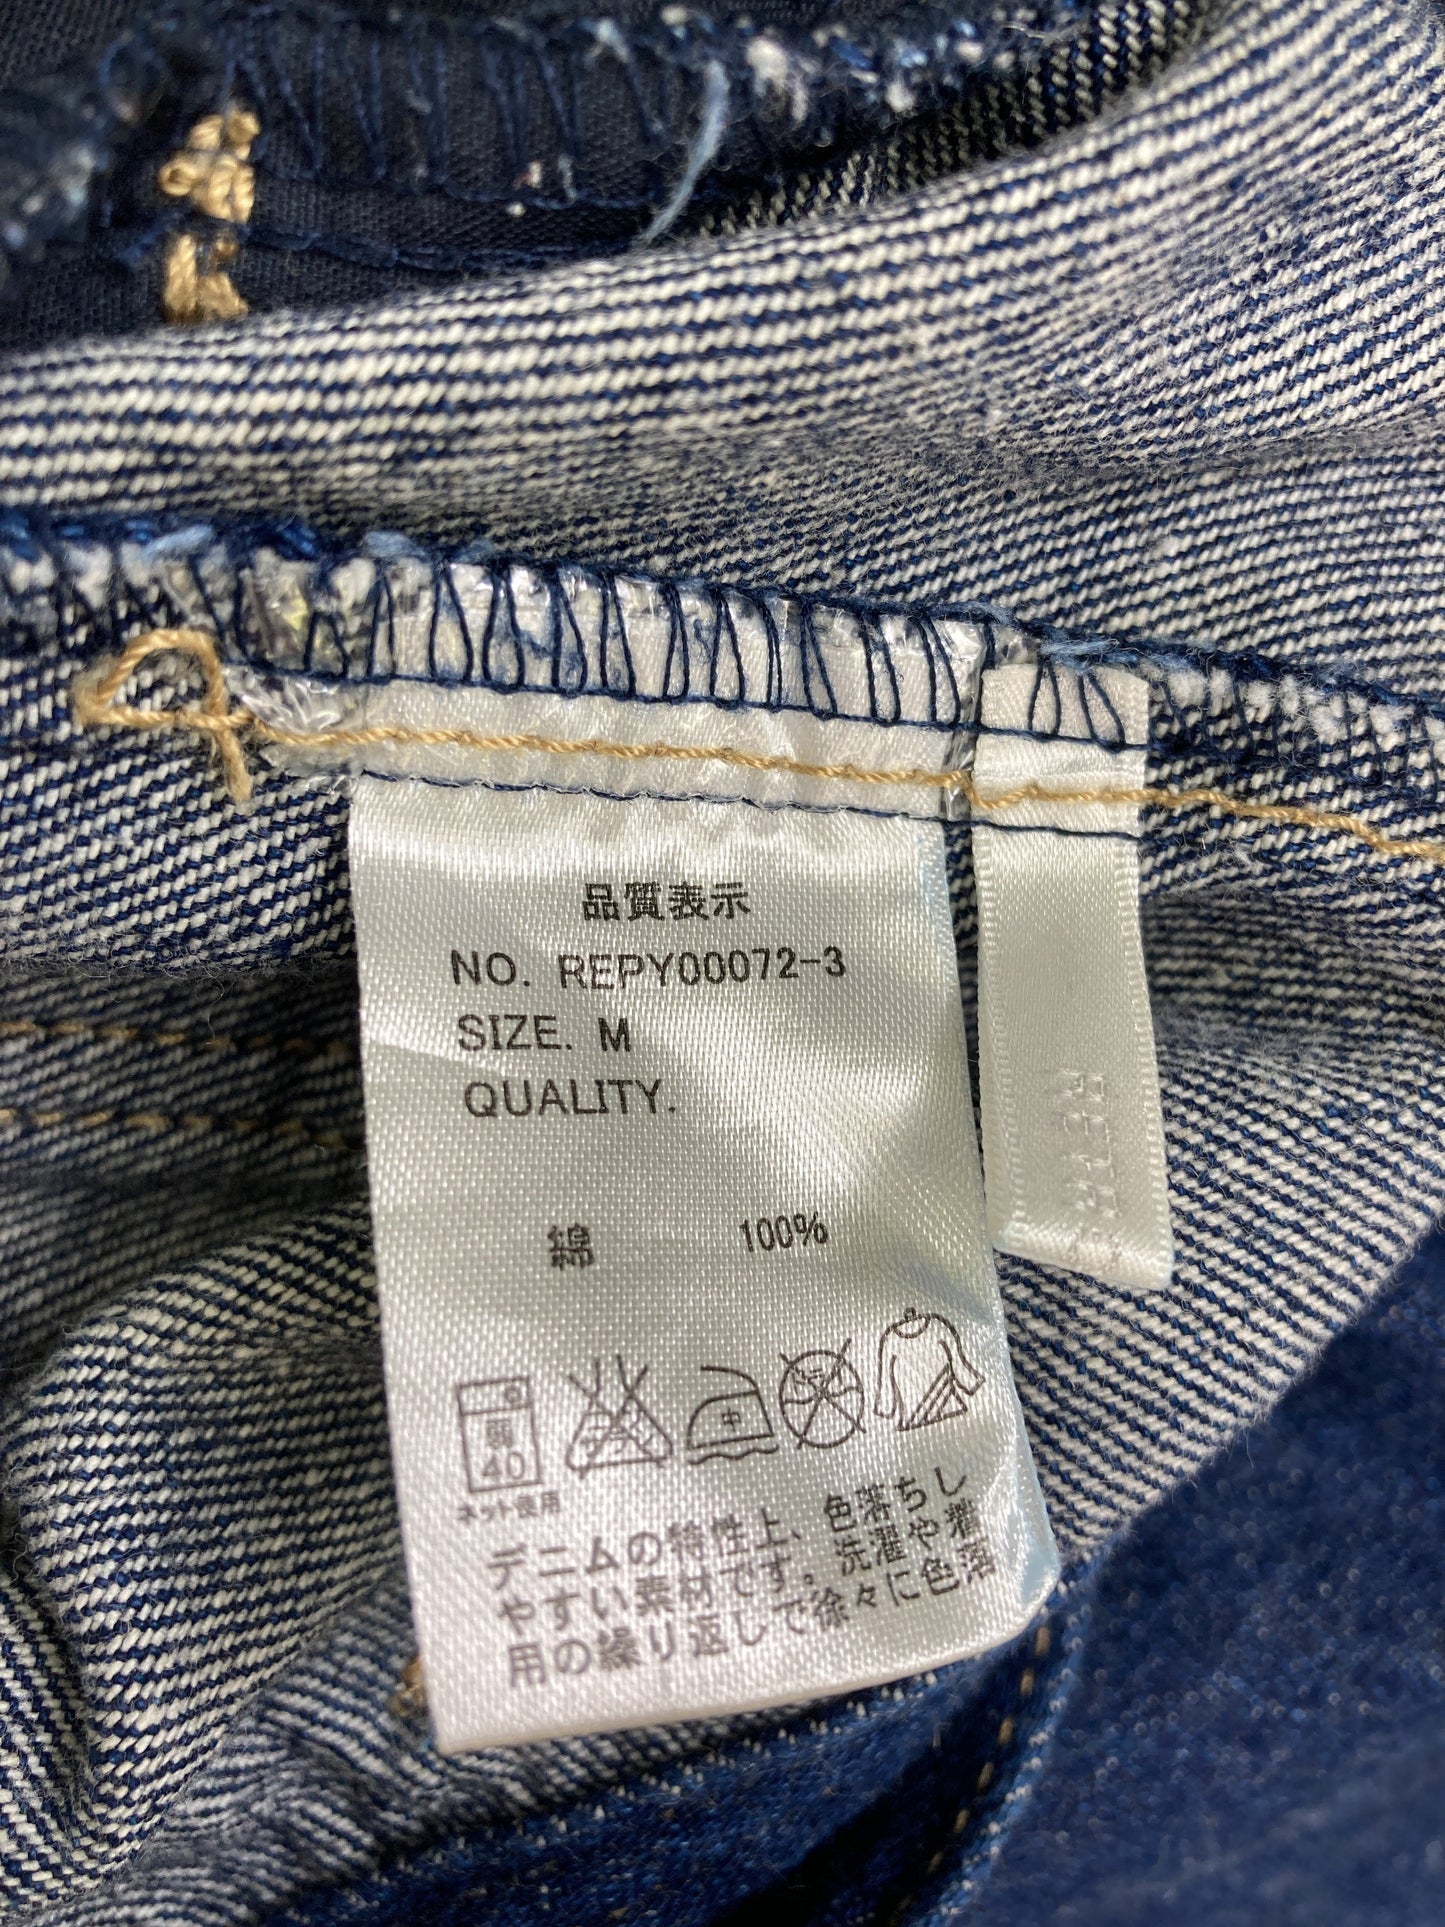 品質表示
NO. REPY00072-3
SIZE. M
QUALITY.
綿 100%
弱
40
中
ネット使用
デニムの特性上、色落ちし
やすい素材です。洗濯や着
用の繰り返しで徐々に色落